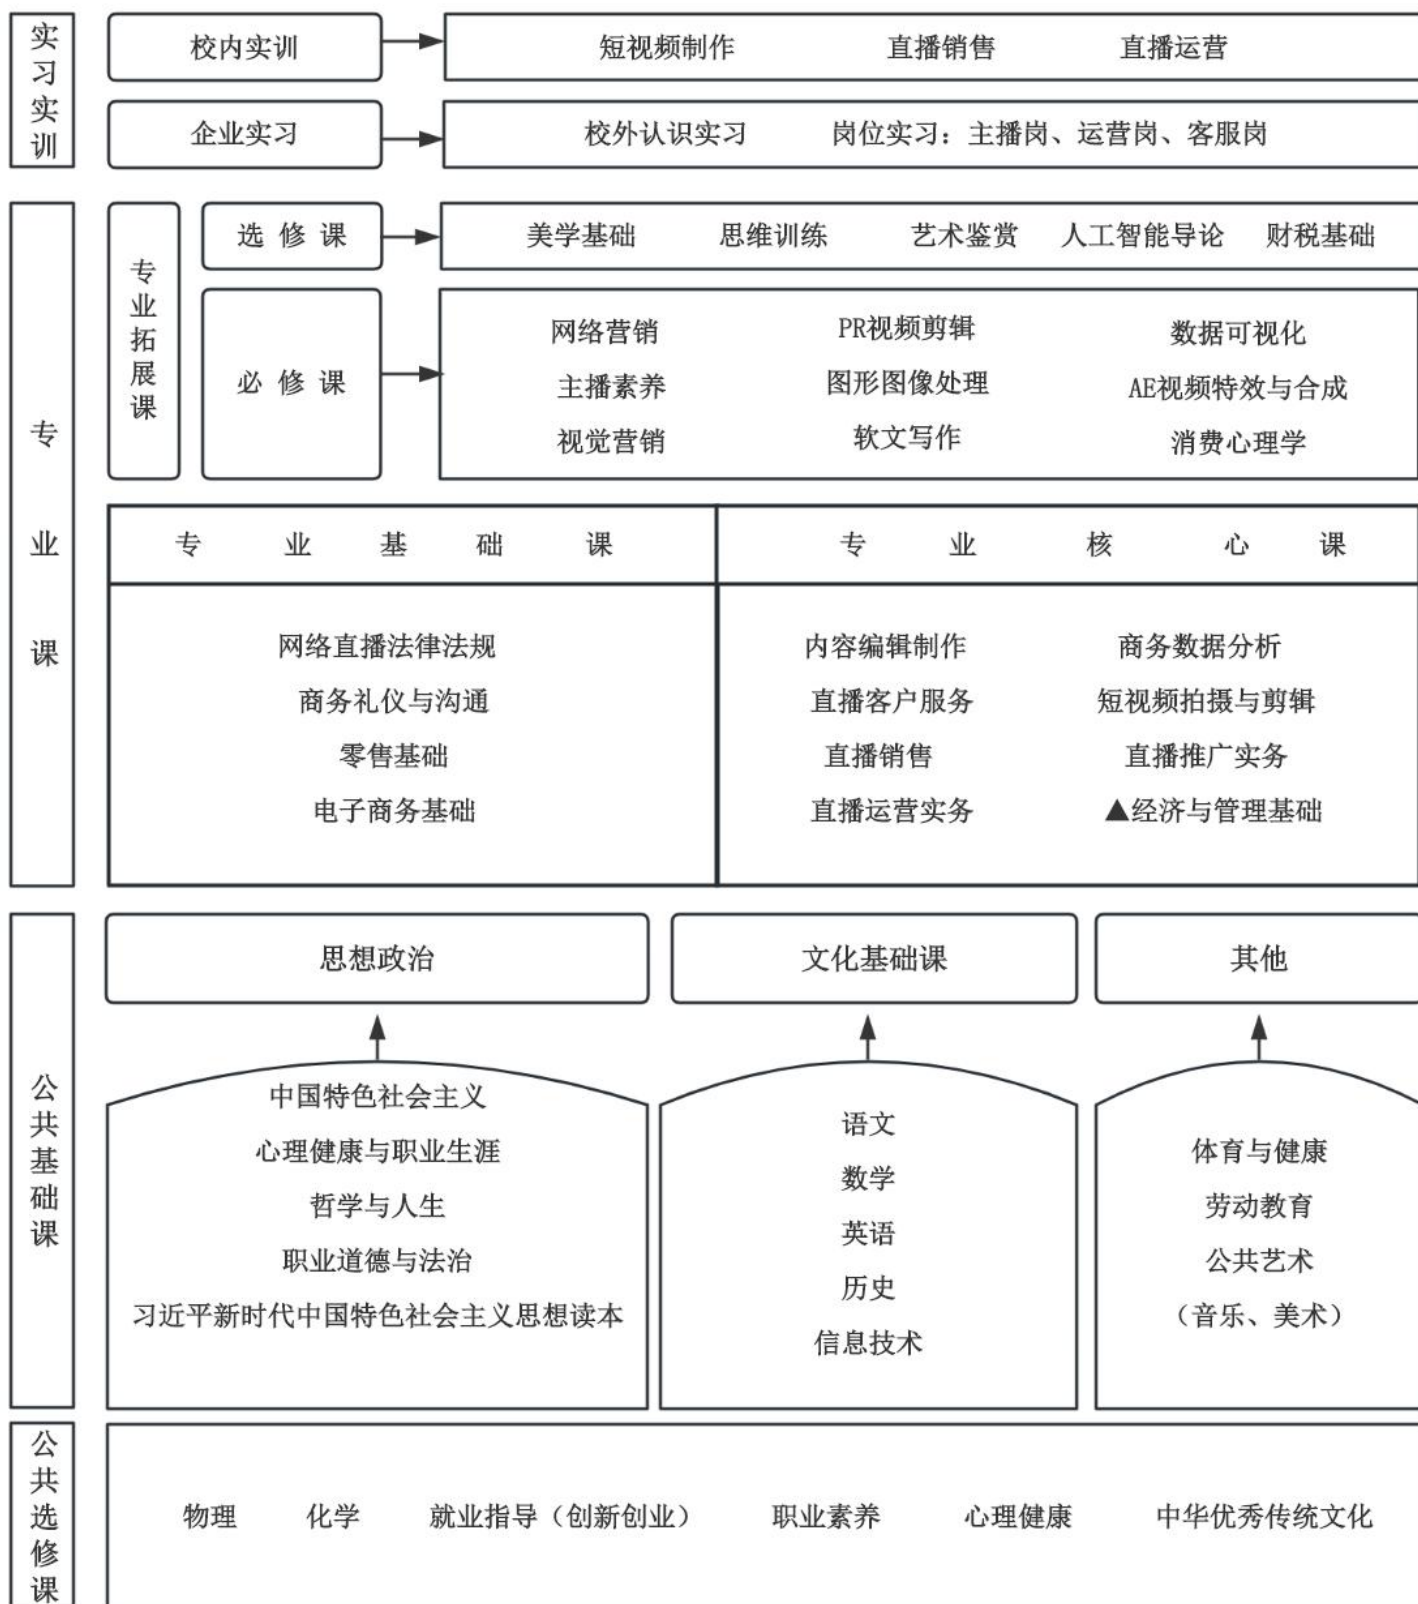 实习实训
校内实训
短视频制作 直播销售 直播运营
企业实习
校外认识实习 岗位实习：主播岗、运营岗、客服岗
专业课
专业拓展课
选修课
美学基础 思维训练 艺术鉴赏 人工智能导论 财税基础
必修课
网络营销 PR视频剪辑 数据可视化
主播素养 图形图像处理 AE视频特效与合成
视觉营销 软文写作 消费心理学
专业基础课
网络直播法律法规
商务礼仪与沟通
零售基础
电子商务基础
专业核心课
内容编辑制作 商务数据分析
直播客户服务 短视频拍摄与剪辑
直播销售 直播推广实务
直播运营实务 ▲经济与管理基础
公共基础课
思想政治
中国特色社会主义
心理健康与职业生涯
哲学与人生
职业道德与法治
习近平新时代中国特色社会主义思想读本
文化基础课
语文
数学
英语
历史
信息技术
其他
体育与健康
劳动教育
公共艺术
（音乐、美术）
公共选修课
物理 化学 就业指导（创新创业） 职业素养 心理健康 中华优秀传统文化